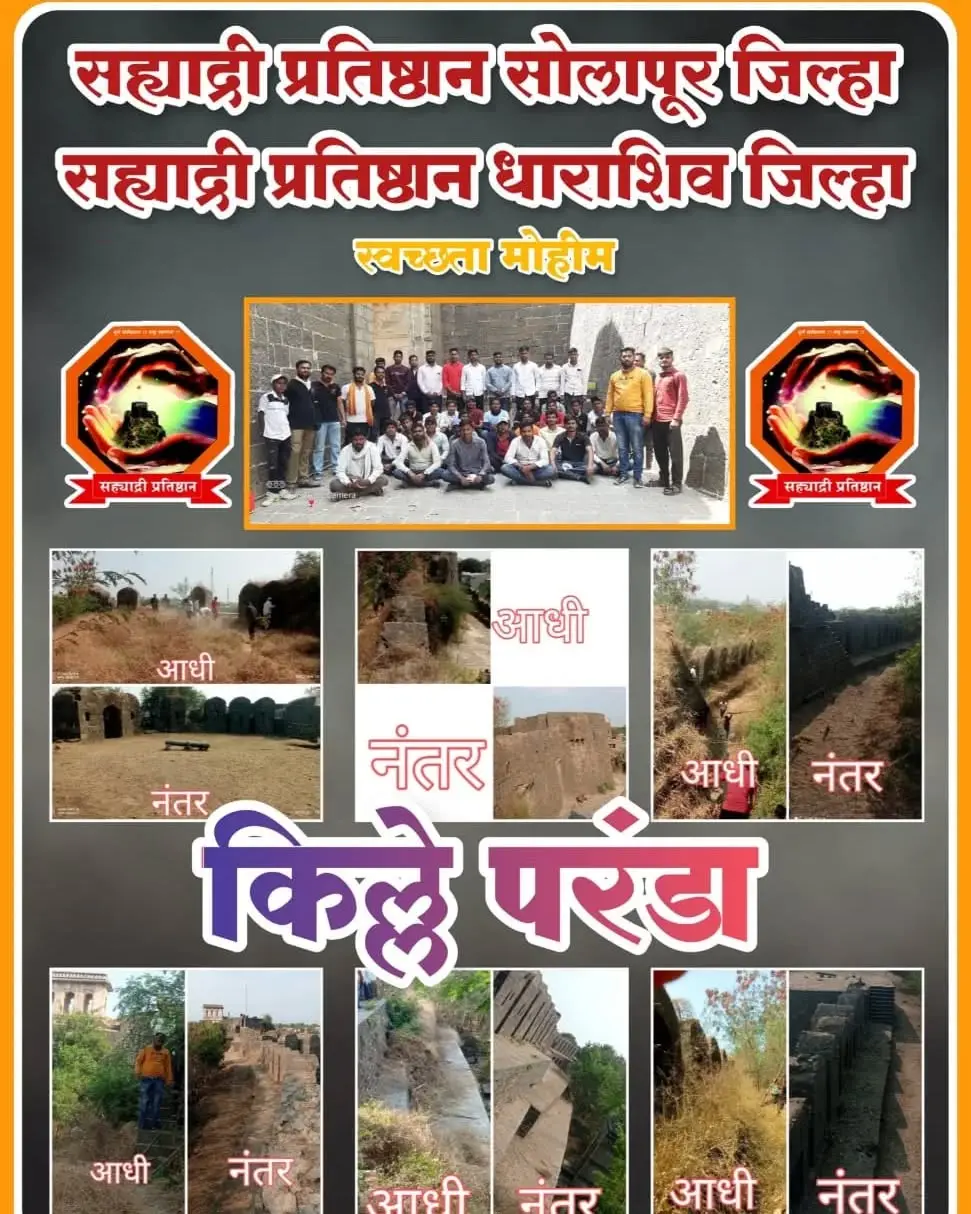 सह्याद्री प्रतिष्ठान सोलापूर जिल्हा
सह्याद्री प्रतिष्ठान धाराशिव जिल्हा
स्वच्छता मोहीम
सह्याद्री प्रतिष्ठान
सह्याद्री प्रतिष्ठान
आधी
नंतर
आधी
नंतर
आधी
नंतर
किल्ले परंडा
आधी
नंतर
आधी
नंतर
आधी
नंतर